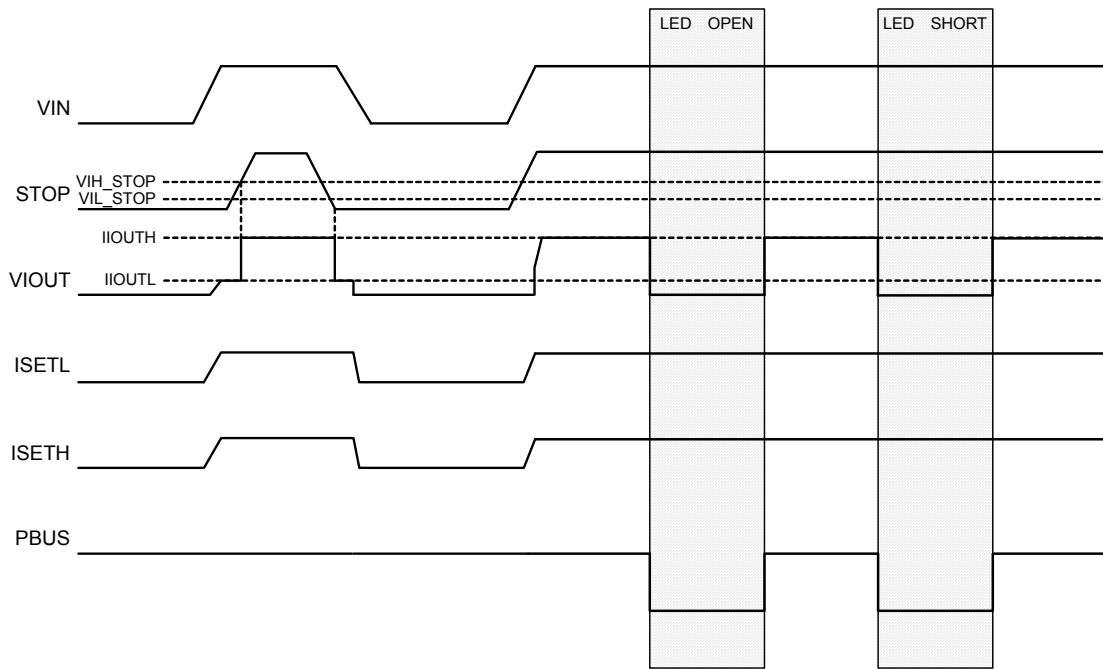 LED OPEN
LED SHORT
VIN
VIH_STOP
STOP
VIL_STOP
IIOUTH
VIOUT
IIOUTL
ISETL
ISETH
PBUS